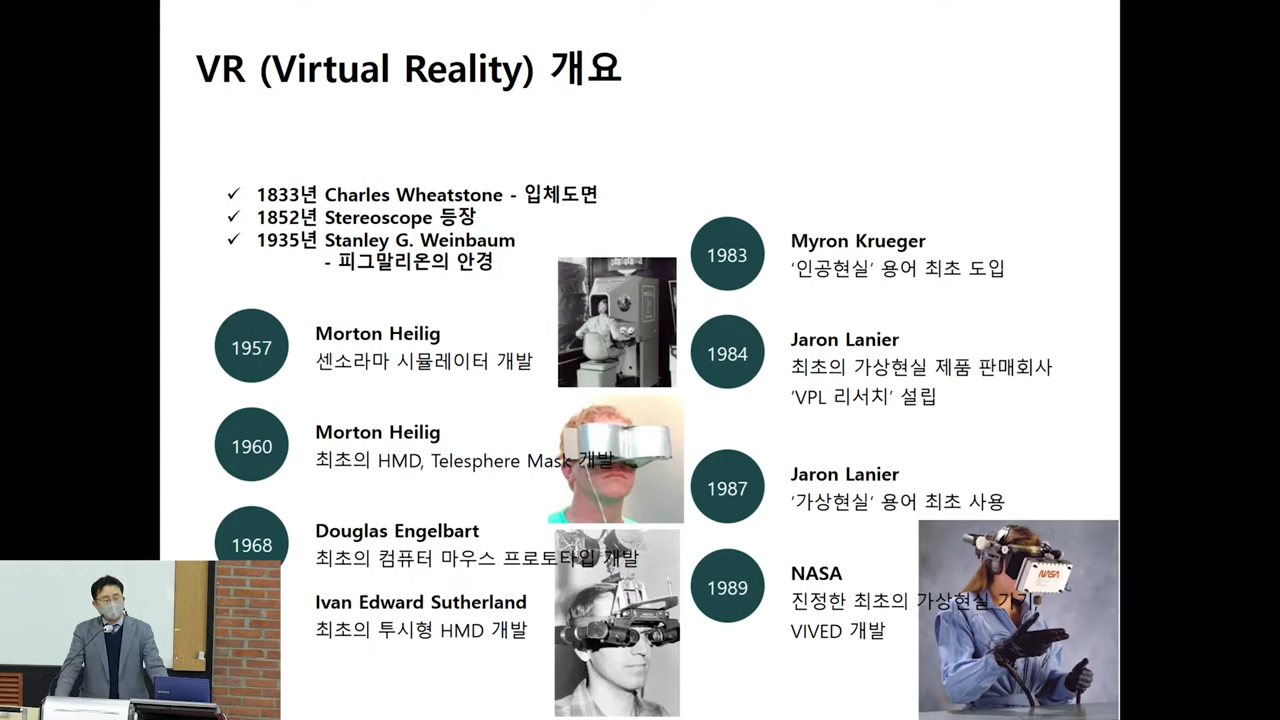 VR (Virtual Reality) 개요
✓ 1833년 Charles Wheatstone - 입체도면
✓ 1852년 Stereoscope 등장
✓ 1935년 Stanley G. Weinbaum
- 피그말리온의 안경
1957
Morton Heilig
센소라마 시뮬레이터 개발
1960
Morton Heilig
최초의 HMD, Telesphere Mask 개발
1968
Douglas Engelbart
최초의 컴퓨터 마우스 프로토타입 개발
Ivan Edward Sutherland
최초의 투시형 HMD 개발
1983
Myron Krueger
‘인공현실‘ 용어 최초 도입
1984
Jaron Lanier
최초의 가상현실 제품 판매회사
‘VPL 리서치’ 설립
1987
Jaron Lanier
‘가상현실‘ 용어 최초 사용
1989
NASA
진정한 최초의 가상현실 기기,
VIVED 개발
NASA